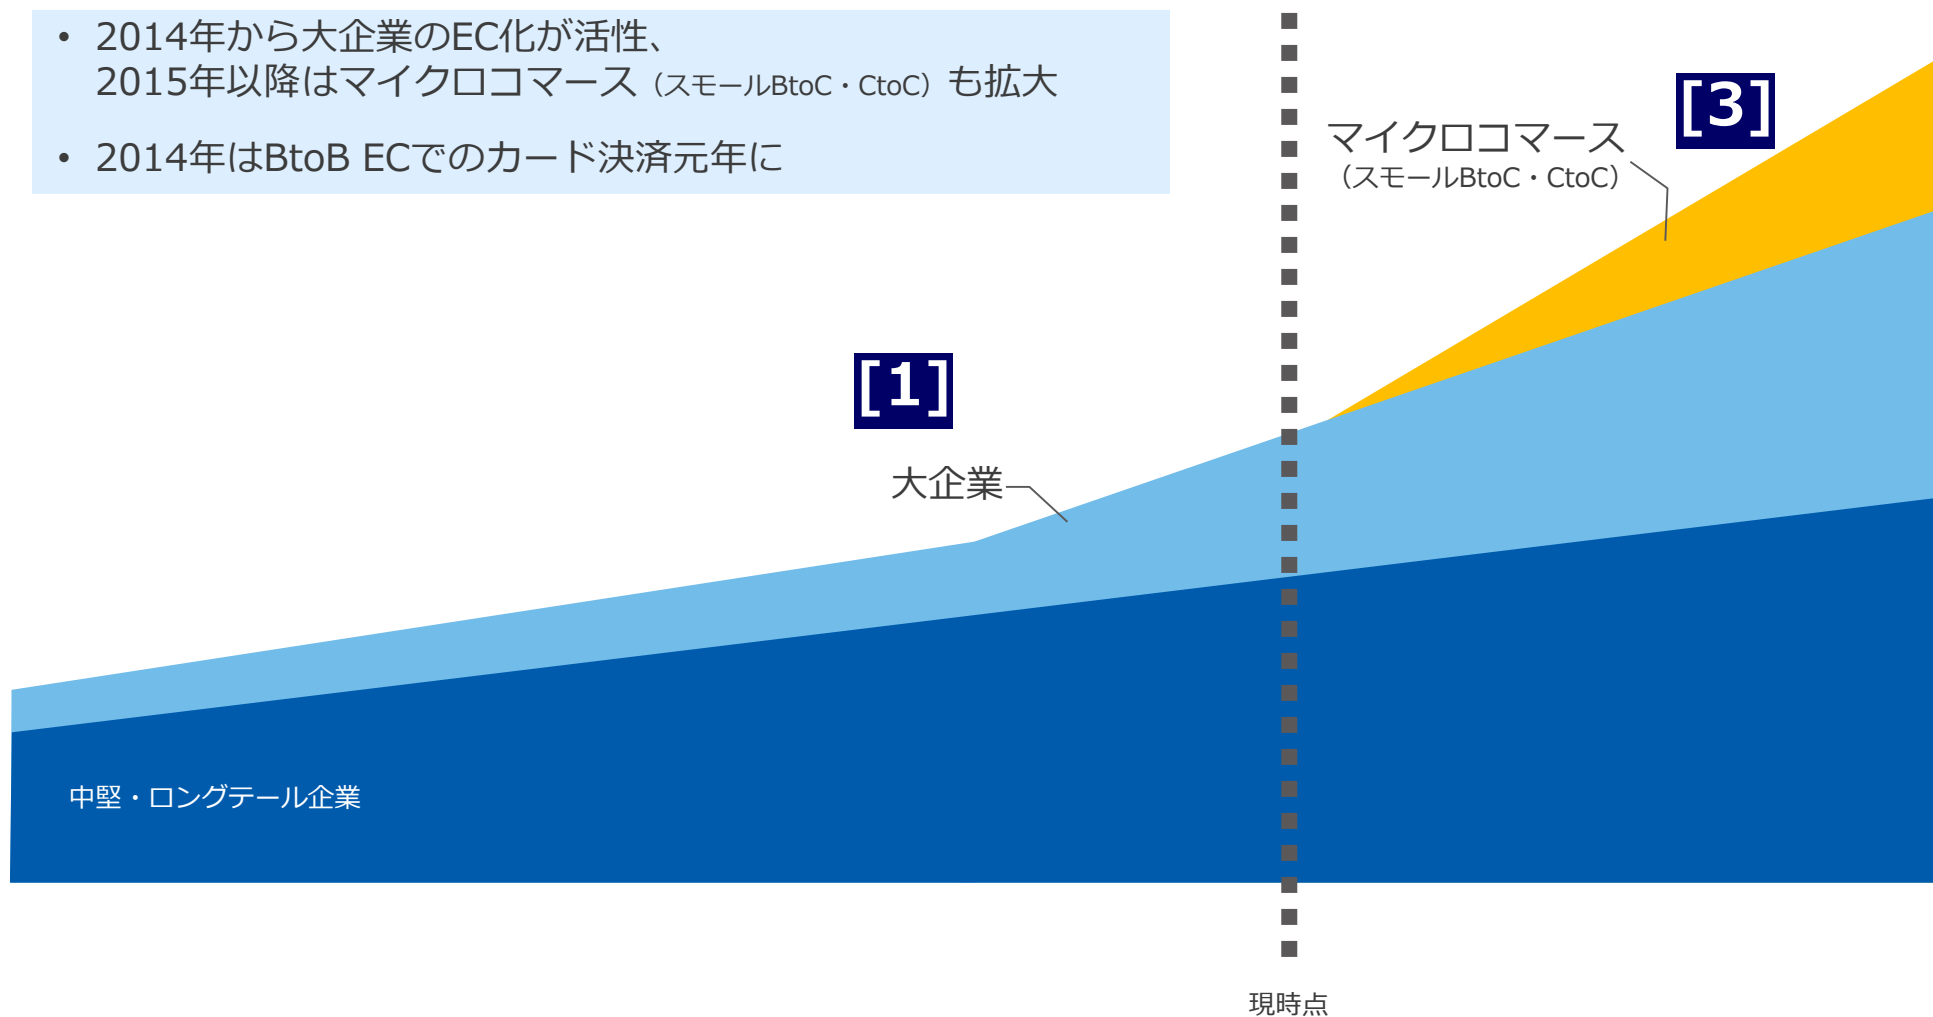 • 2014年から大企業のEC化が活性、
2015年以降はマイクロコマース（スモールBtoC・CtoC）も拡大
• 2014年はBtoB ECでのカード決済元年に
[3]
マイクロコマース
（スモールBtoC・CtoC）
[1]
大企業
中堅・ロングテール企業
現時点